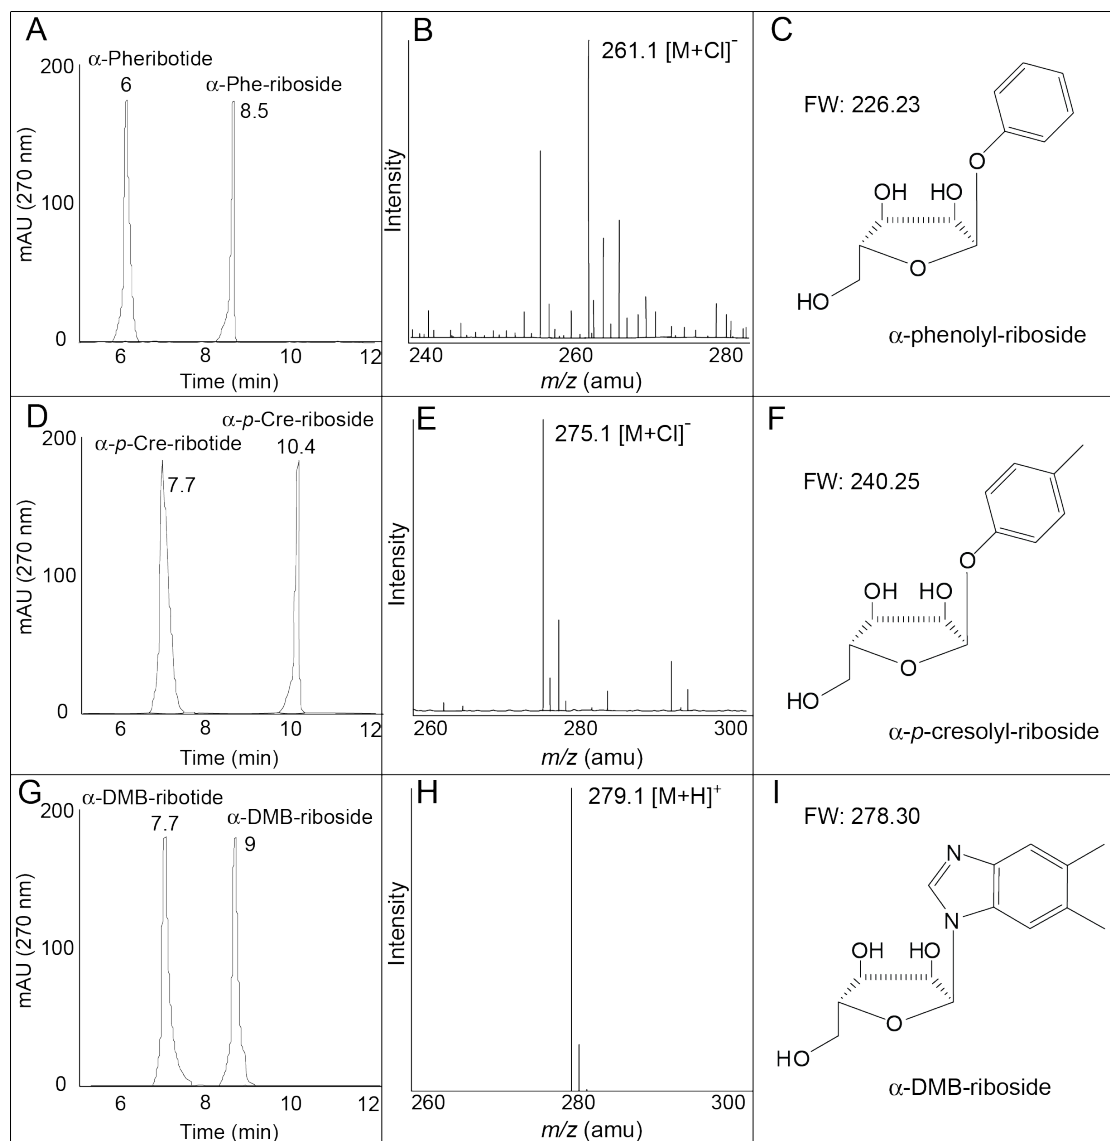 A
α-Pheribotide
6
α-Phe-riboside
8.5
200
100
0
mAU (270 nm)
6 8 10 12
Time (min)
B
261.1 [M+Cl]⁻
Intensity
240 260 280
m/z (amu)
C
FW: 226.23
O
OH HO
O
HO
α-phenolyl-riboside
D
α-p-Cre-riboside
α-p-Cre-ribotide
10.4
7.7
200
100
0
mAU (270 nm)
6 8 10 12
Time (min)
E
275.1 [M+Cl]⁻
Intensity
260 280 300
m/z (amu)
F
FW: 240.25
O
OH HO
O
HO
α-p-cresolyl-riboside
G
α-DMB-ribotide
7.7
α-DMB-riboside
9
200
100
0
mAU (270 nm)
6 8 10 12
Time (min)
H
279.1 [M+H]⁺
Intensity
260 280 300
m/z (amu)
I
FW: 278.30
N
N
OH HO
O
HO
α-DMB-riboside